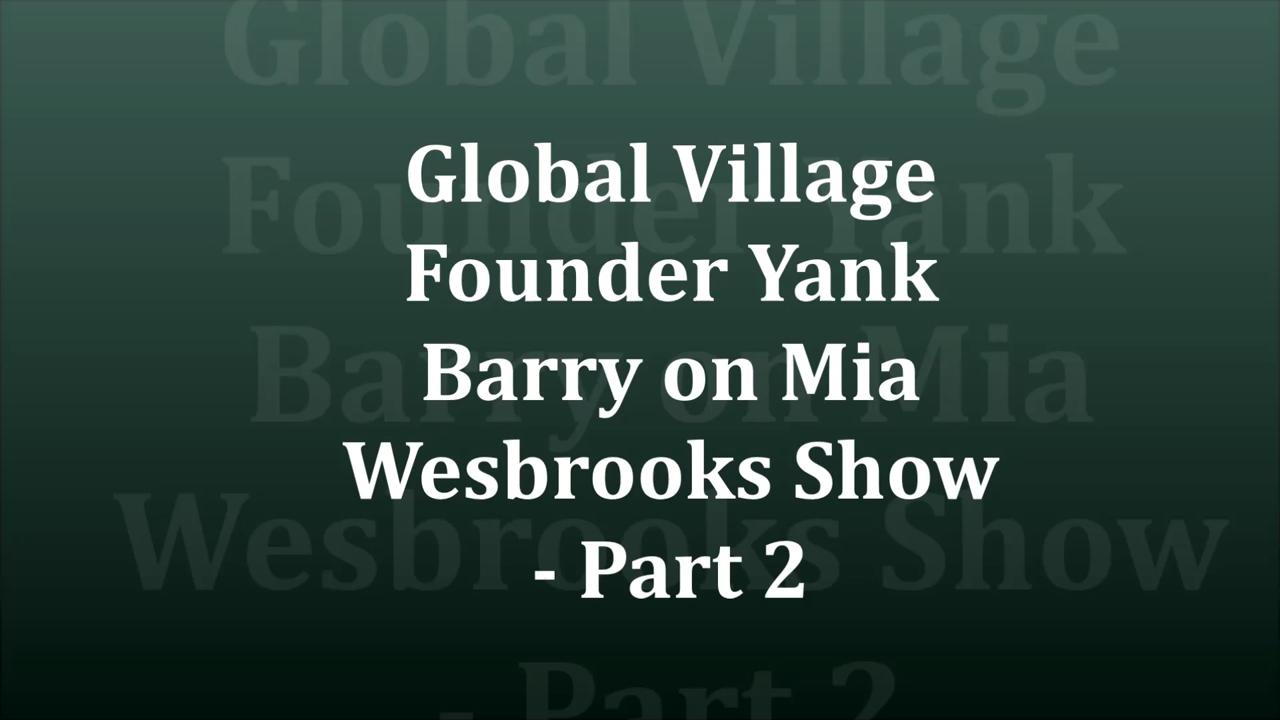 Global Village
Founder Yank
Barry on Mia
Wesbrooks Show
- Part 2